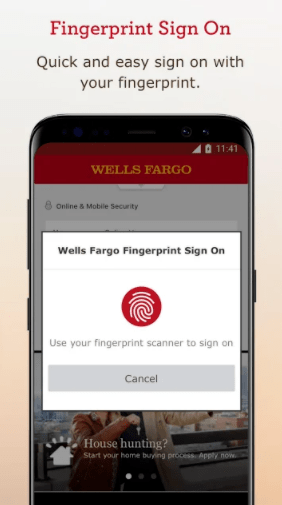 Fingerprint Sign On
Quick and easy sign on with
your fingerprint.
11:41
WELLS FARGO
Online & Mobile Security
Wells Fargo Fingerprint Sign On
Use your fingerprint scanner to sign on
Cancel
House hunting?
Start your home buying process. Apply now.